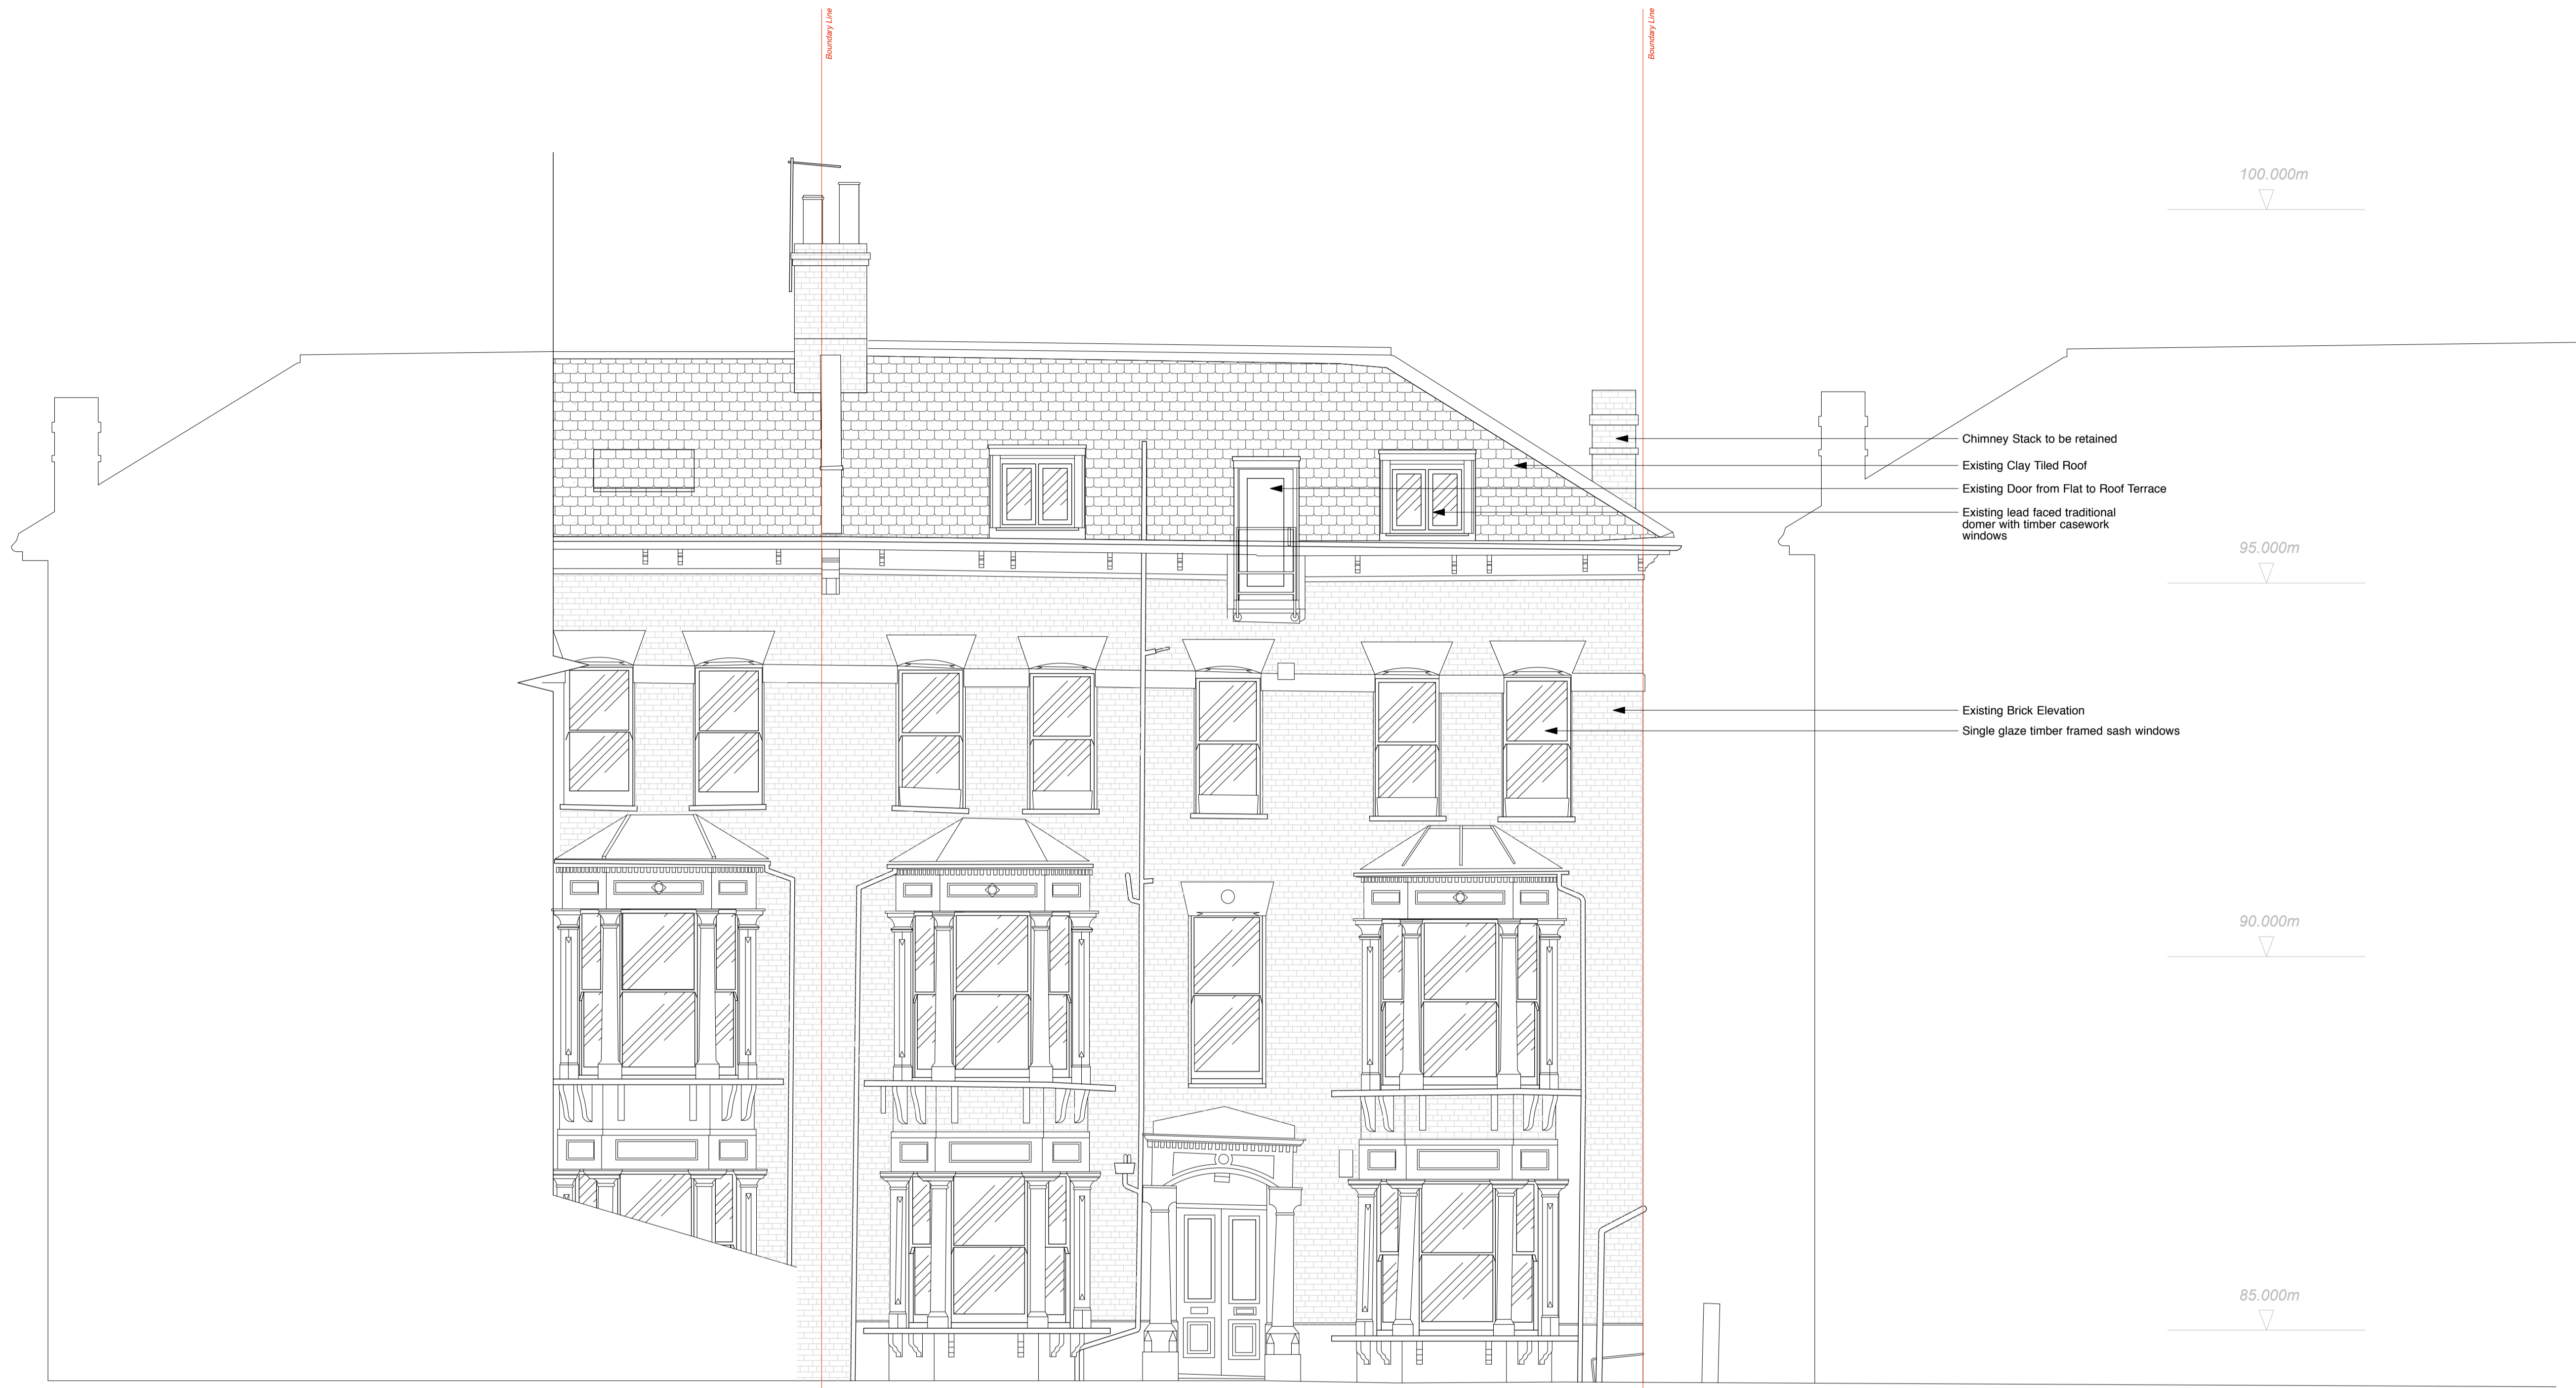 Boundary Line
Boundary Line
100.000m
Chimney Stack to be retained
Existing Clay Tiled Roof
Existing Door from Flat to Roof Terrace
Existing lead faced traditional
domer with timber casework
windows
95.000m
Existing Brick Elevation
Single glaze timber framed sash windows
90.000m
85.000m